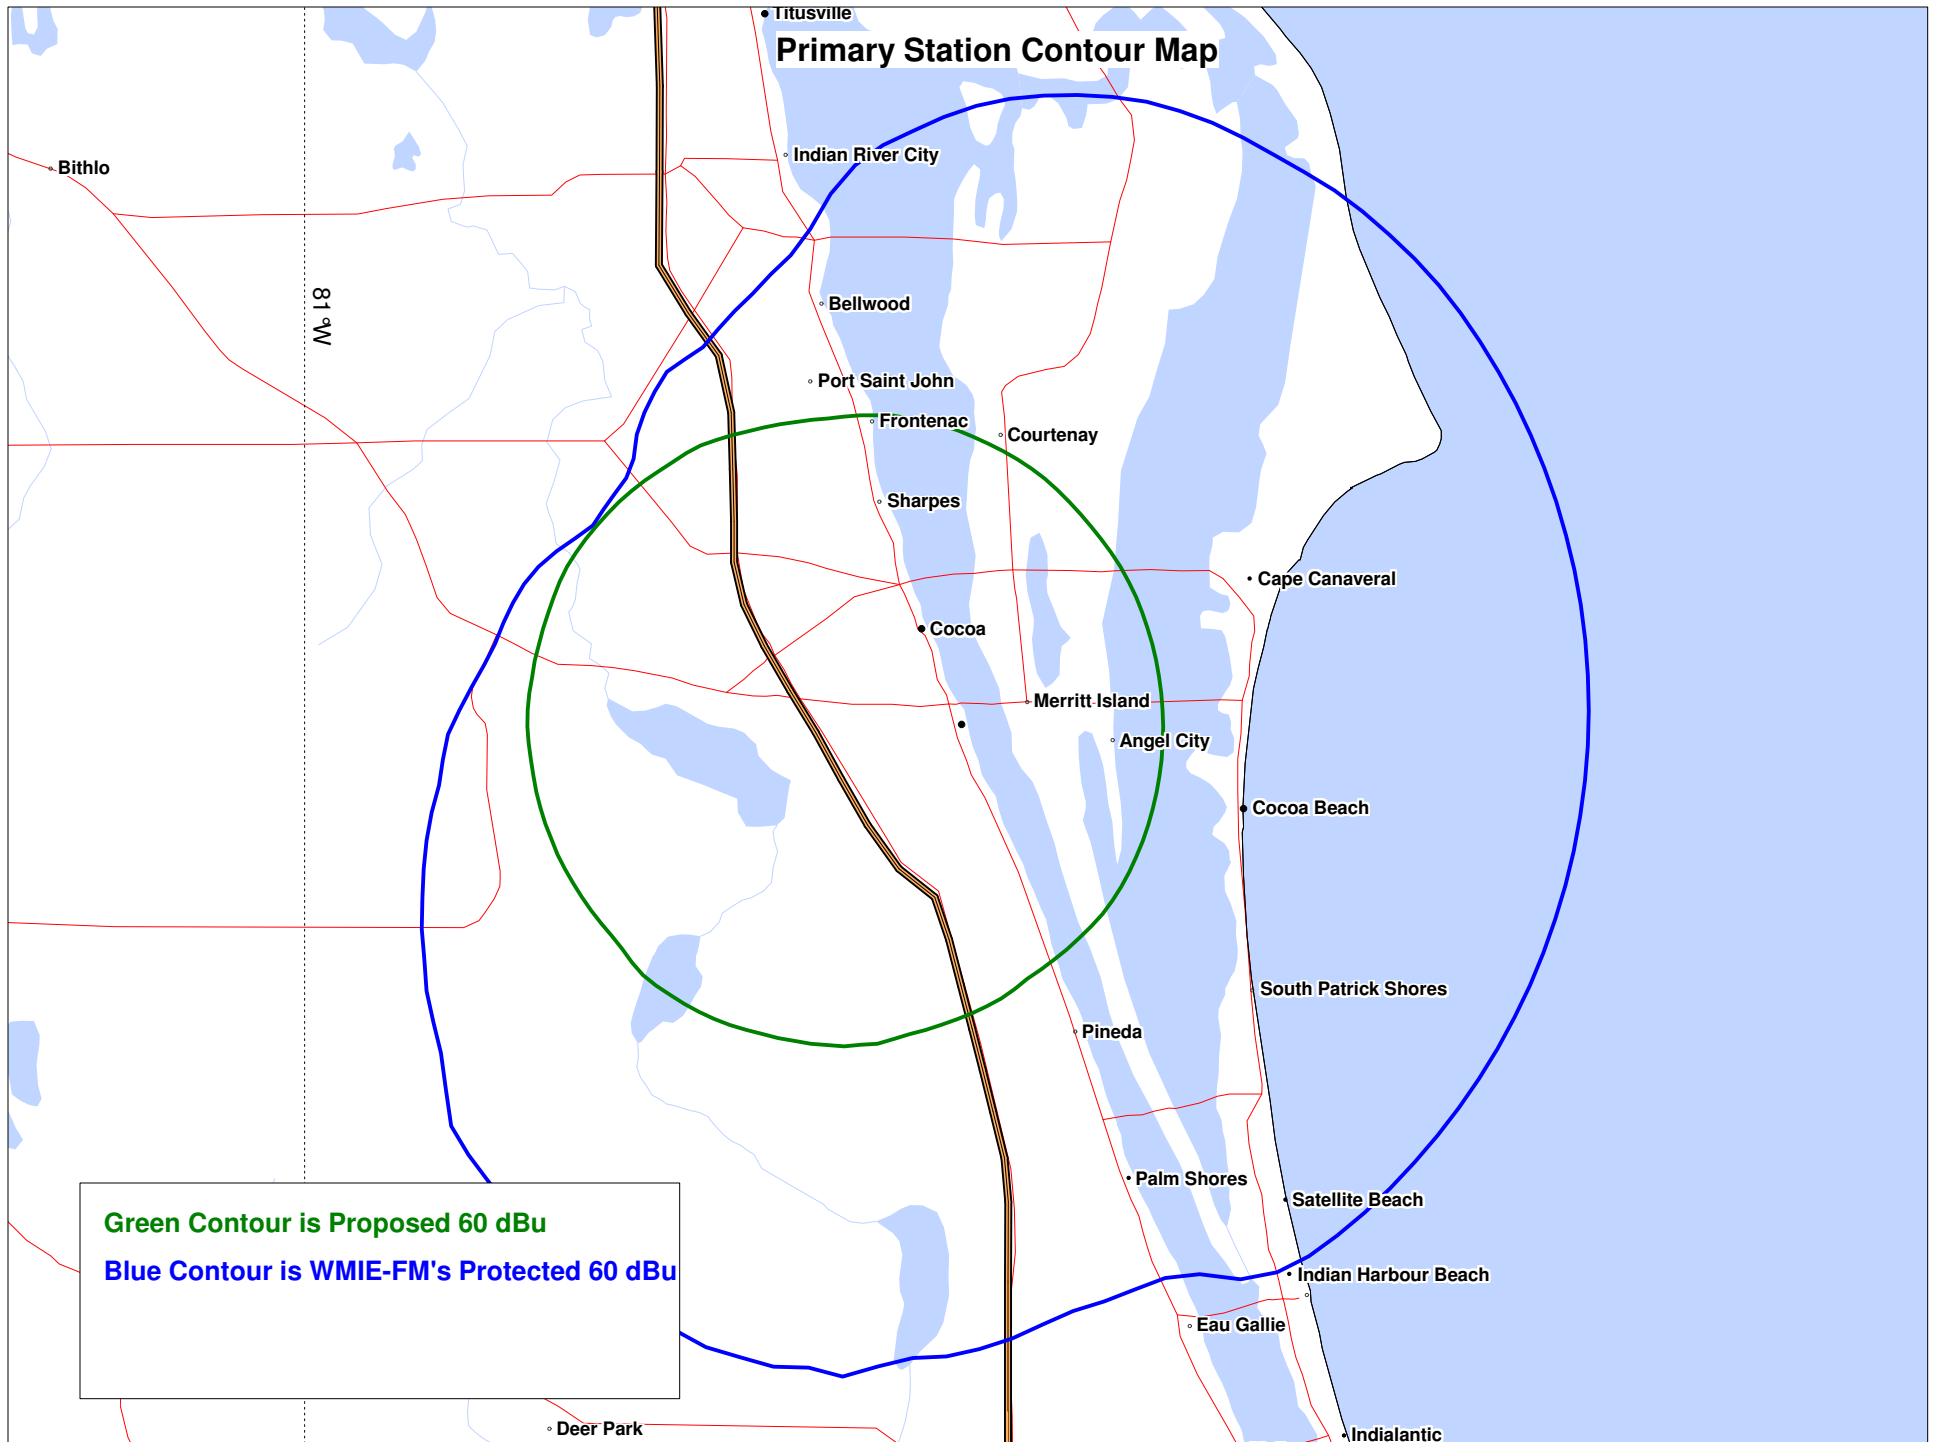 Titusville
Primary Station Contour Map
Indian River City
Bithlo
81°W
Bellwood
Port Saint John
Frontenac
Courtenay
Sharpes
Cape Canaveral
Cocoa
Merritt Island
Angel City
Cocoa Beach
South Patrick Shores
Pineda
Palm Shores
Satellite Beach
Green Contour is Proposed 60 dBu
Blue Contour is WMIE-FM's Protected 60 dBu
Indian Harbour Beach
Eau Gallie
Deer Park
Indialantic